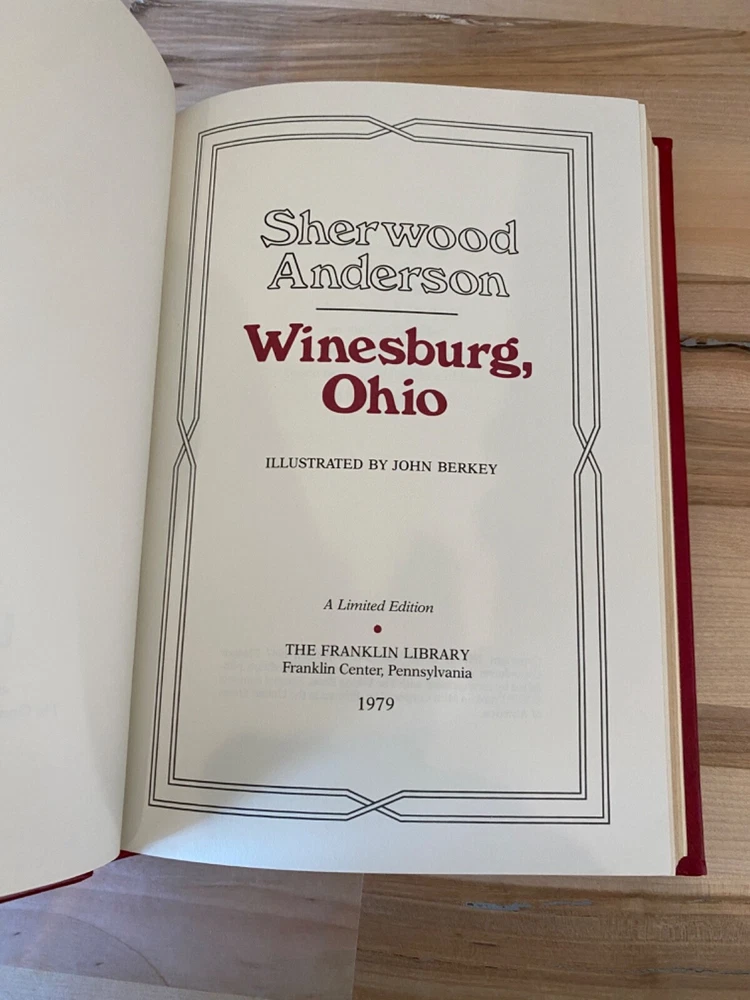 Sherwood
Anderson
Winesburg,
Ohio
ILLUSTRATED BY JOHN BERKEY
A Limited Edition
THE FRANKLIN LIBRARY
Franklin Center, Pennsylvania
1979